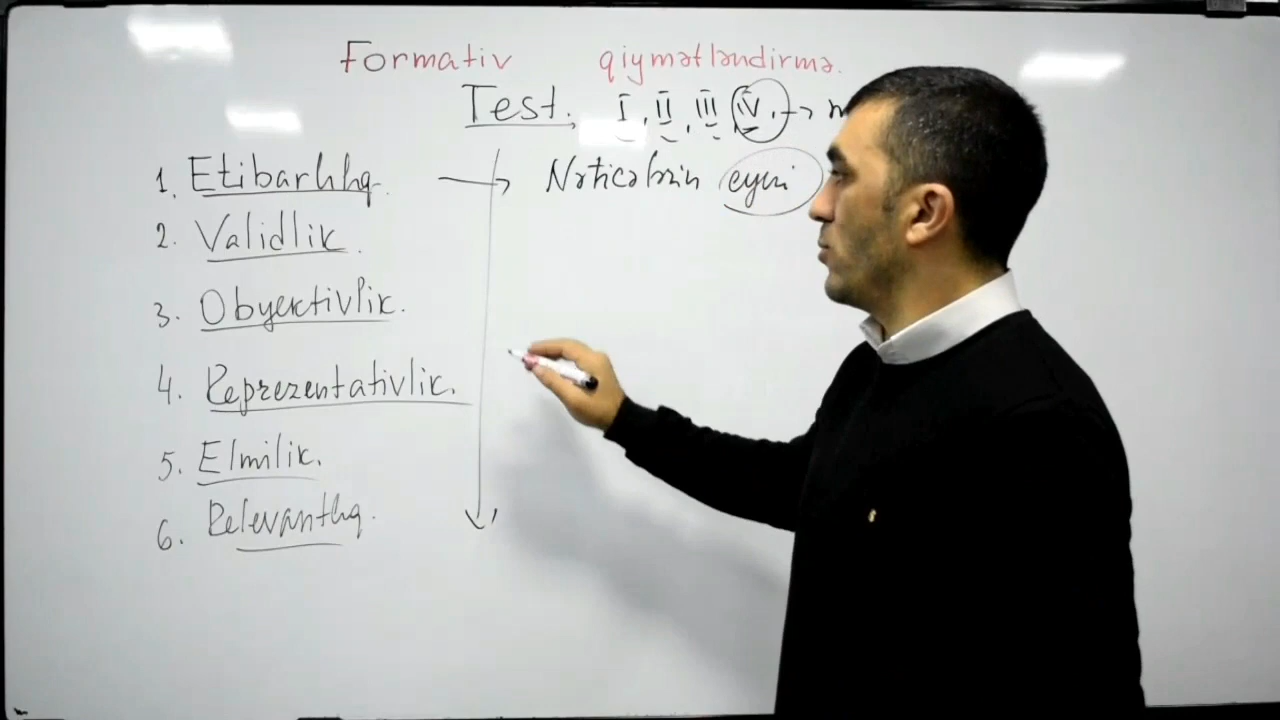 Formativ qiymətləndirmə.
Test. I, II, III, IV. →
1. Etibarlılıq. → Nəticələrin eyni
2. Validlik.
3. Obyektivlik.
4. Reprezentativlik.
5. Elmilik.
6. Relevantlıq.